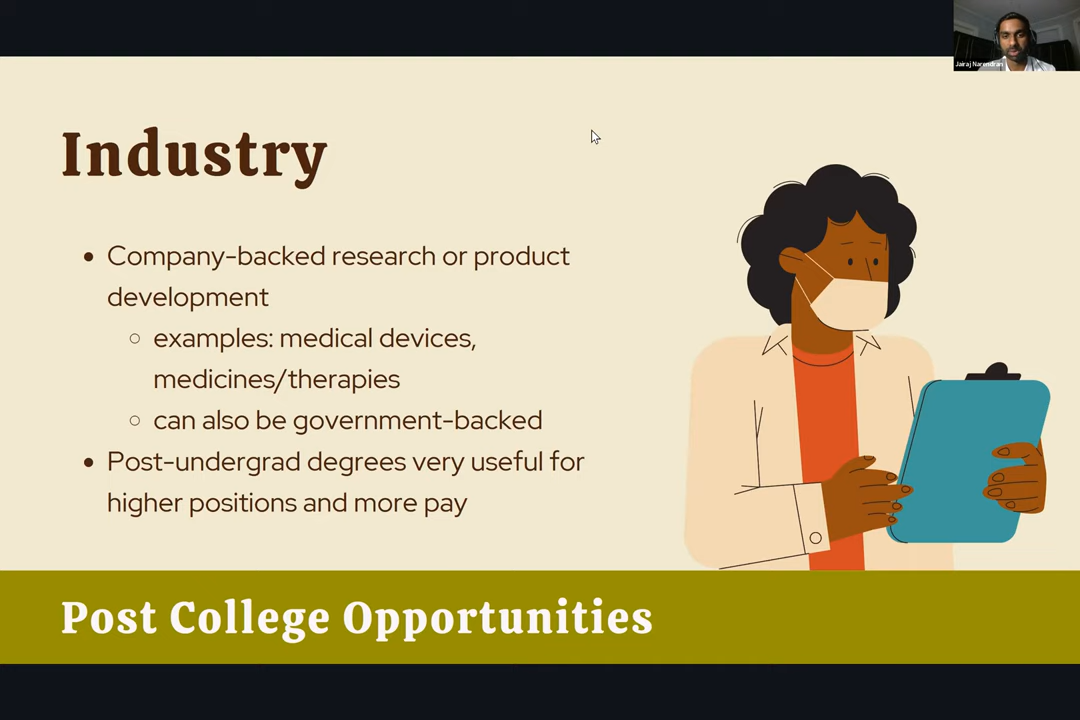 Jairaj Narendran
Industry
Company-backed research or product
development
examples: medical devices,
medicines/therapies
can also be government-backed
Post-undergrad degrees very useful for
higher positions and more pay
Post College Opportunities